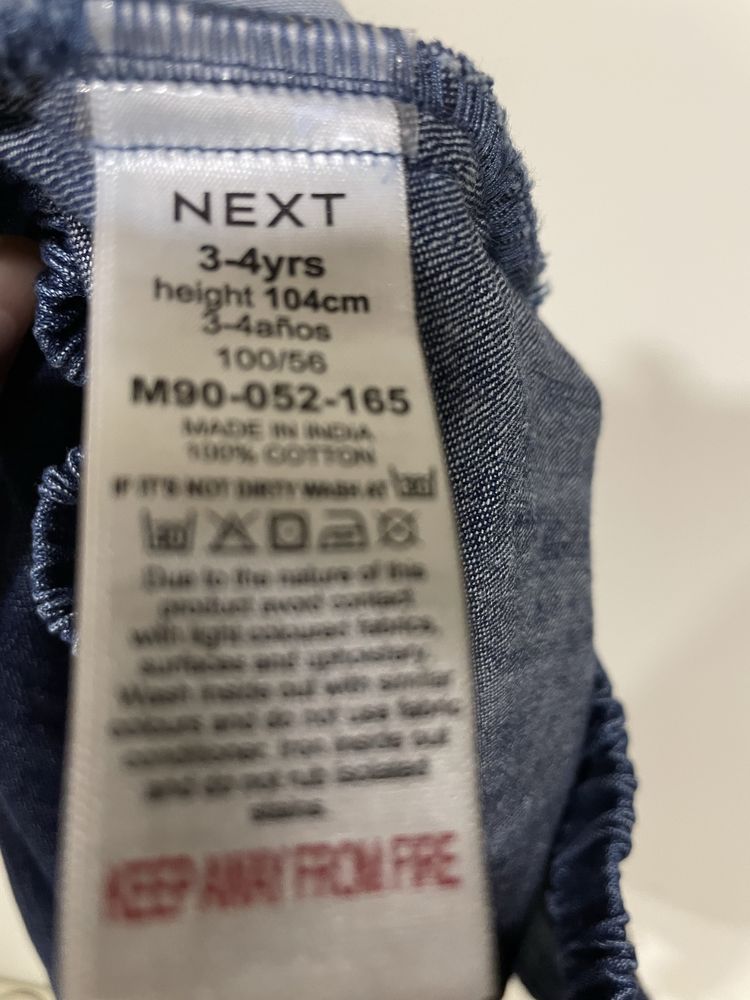 NEXT
3-4yrs
height 104cm
3-4años
100/56
M90-052-165
MADE IN INDIA
100% COTTON
IF IT'S NOT DIRTY WASH AT 30
40
Due to the nature of this
product avoid contact
with light coloured fabrics,
surfaces and upholstery.
Wash inside out with similar
colours and do not use fabric
conditioner. Iron inside out
and do not rub isolated
stains.
KEEP AWAY FROM FIRE